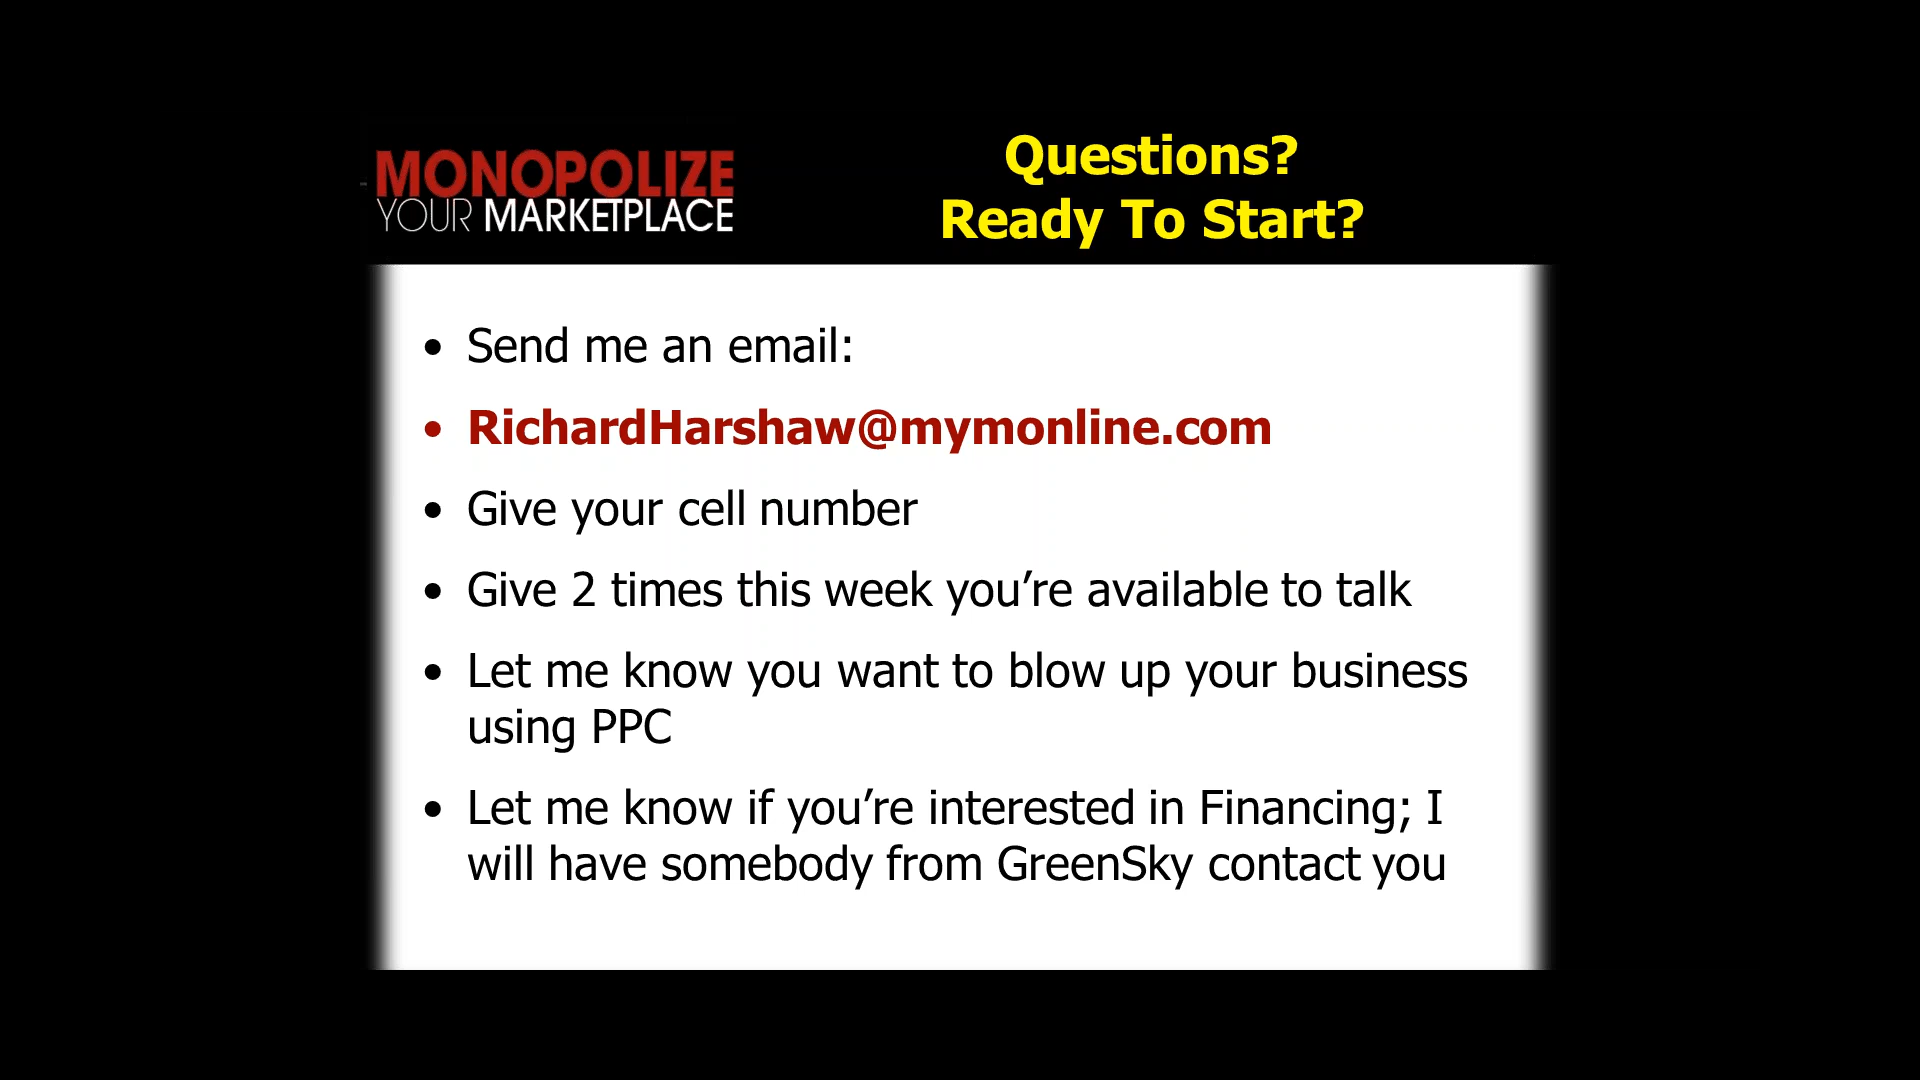 MONOPOLIZE
YOUR MARKETPLACE
Questions?
Ready To Start?
• Send me an email:
• RichardHarshaw@mymonline.com
• Give your cell number
• Give 2 times this week you’re available to talk
• Let me know you want to blow up your business
using PPC
• Let me know if you’re interested in Financing; I
will have somebody from GreenSky contact you